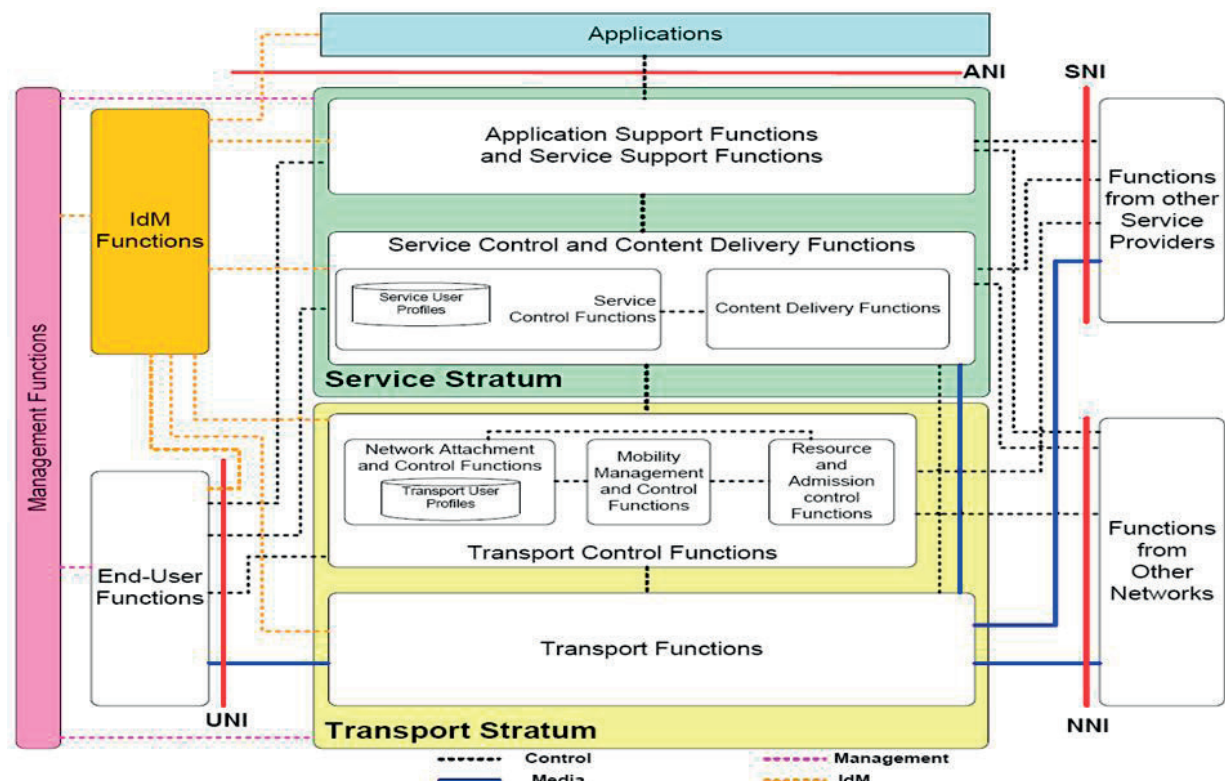 Applications
ANI
SNI
Application Support Functions
and Service Support Functions
Functions
from other
Service
Providers
IdM
Functions
Service Control and Content Delivery Functions
Service User
Profiles
Service
Control Functions
Content Delivery Functions
Service Stratum
Management Functions
Network Attachment
and Control Functions
Transport User
Profiles
Mobility
Management
and Control
Functions
Resource
and
Admission
control
Functions
Transport Control Functions
End-User
Functions
Functions
from
Other
Networks
Transport Functions
UNI
Transport Stratum
NNI
Control
Management
Media
IdM